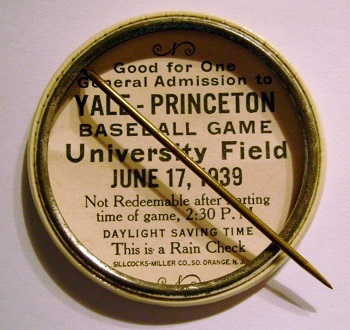 Good for One
General Admission to
YALE - PRINCETON
BASEBALL GAME
University Field
JUNE 17, 1939
Not Redeemable after starting
time of game, 2:30 P. M.
DAYLIGHT SAVING TIME
This is a Rain Check
SILLCOCKS-MILLER CO., SO. ORANGE, N. J.